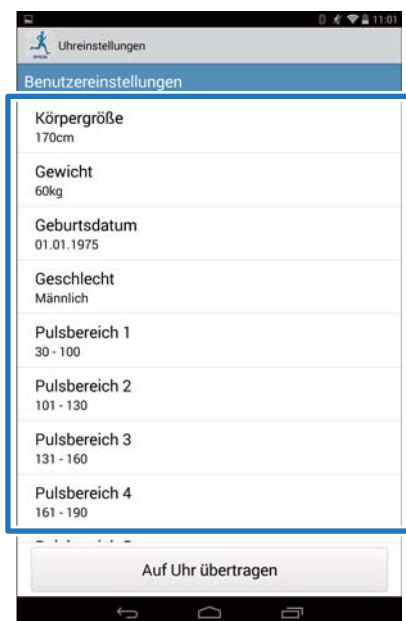 11:01
Uhreinstellungen
EPSON
Benutzereinstellungen
Körpergröße
170cm
Gewicht
60kg
Geburtsdatum
01.01.1975
Geschlecht
Männlich
Pulsbereich 1
30 - 100
Pulsbereich 2
101 - 130
Pulsbereich 3
131 - 160
Pulsbereich 4
161 - 190
Auf Uhr übertragen